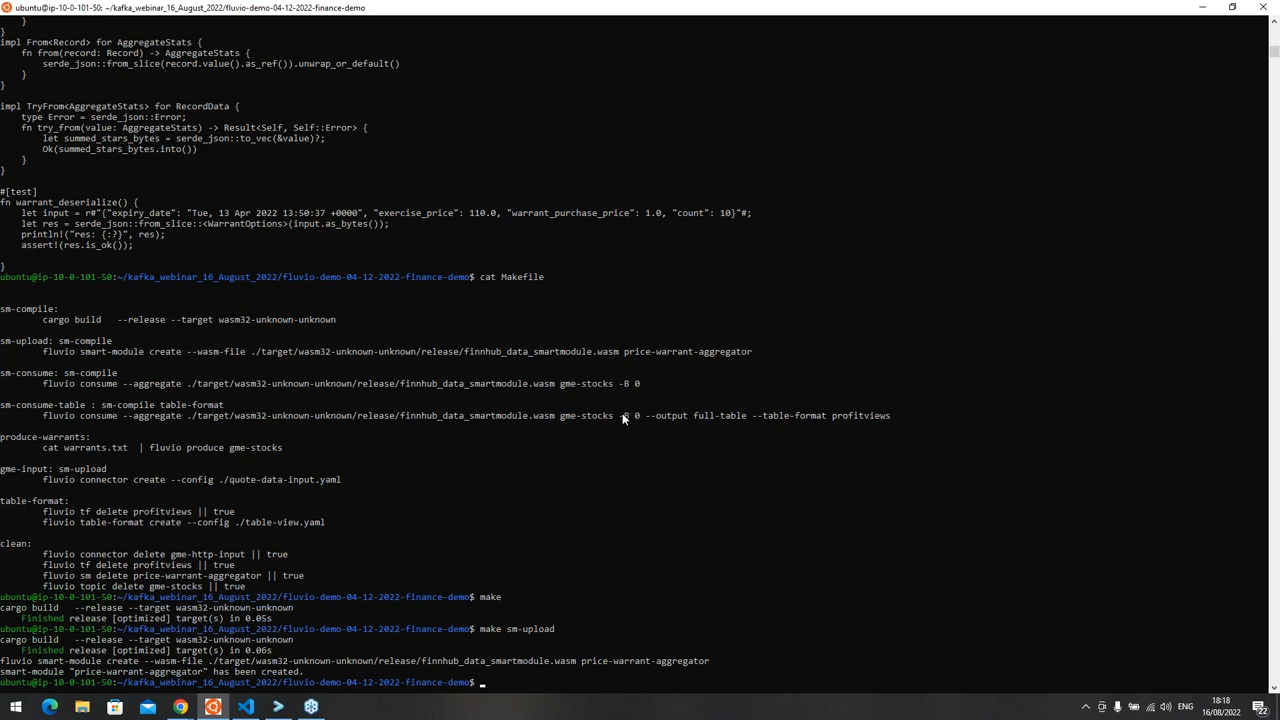 ubuntu@ip-10-0-101-50: ~/kafka_webinar_16_August_2022/fluvio-demo-04-12-2022-finance-demo
    }
}
impl From<Record> for AggregateStats {
    fn from(record: Record) -> AggregateStats {
        serde_json::from_slice(record.value().as_ref()).unwrap_or_default()
    }
}
impl TryFrom<AggregateStats> for RecordData {
    type Error = serde_json::Error;
    fn try_from(value: AggregateStats) -> Result<Self, Self::Error> {
        let summed_stars_bytes = serde_json::to_vec(&value)?;
        Ok(summed_stars_bytes.into())
    }
}
#[test]
fn warrant_deserialize() {
        let input = r#"{"expiry_date": "Tue, 13 Apr 2022 13:50:37 +0000", "exercise_price": 110.0, "warrant_purchase_price": 1.0, "count": 10}"#;
        let res = serde_json::from_slice::<WarrantOptions>(input.as_bytes());
        println!("res: {:?}", res);
        assert!(res.is_ok());
}
ubuntu@ip-10-0-101-50:~/kafka_webinar_16_August_2022/fluvio-demo-04-12-2022-finance-demo$ cat Makefile
sm-compile:
        cargo build   --release --target wasm32-unknown-unknown
sm-upload: sm-compile
        fluvio smart-module create --wasm-file ./target/wasm32-unknown-unknown/release/finnhub_data_smartmodule.wasm price-warrant-aggregator
sm-consume: sm-compile
        fluvio consume --aggregate ./target/wasm32-unknown-unknown/release/finnhub_data_smartmodule.wasm gme-stocks -B 0
sm-consume-table : sm-compile table-format
        fluvio consume --aggregate ./target/wasm32-unknown-unknown/release/finnhub_data_smartmodule.wasm gme-stocks -B 0 --output full-table --table-format profitviews
produce-warrants:
        cat warrants.txt  | fluvio produce gme-stocks
gme-input: sm-upload
        fluvio connector create --config ./quote-data-input.yaml
table-format:
        fluvio tf delete profitviews || true
        fluvio table-format create --config ./table-view.yaml
clean:
        fluvio connector delete gme-http-input || true
        fluvio tf delete profitviews || true
        fluvio sm delete price-warrant-aggregator || true
        fluvio topic delete gme-stocks || true
ubuntu@ip-10-0-101-50:~/kafka_webinar_16_August_2022/fluvio-demo-04-12-2022-finance-demo$ make
cargo build   --release --target wasm32-unknown-unknown
    Finished release [optimized] target(s) in 0.05s
ubuntu@ip-10-0-101-50:~/kafka_webinar_16_August_2022/fluvio-demo-04-12-2022-finance-demo$ make sm-upload
cargo build   --release --target wasm32-unknown-unknown
    Finished release [optimized] target(s) in 0.06s
fluvio smart-module create --wasm-file ./target/wasm32-unknown-unknown/release/finnhub_data_smartmodule.wasm price-warrant-aggregator
smart-module "price-warrant-aggregator" has been created.
ubuntu@ip-10-0-101-50:~/kafka_webinar_16_August_2022/fluvio-demo-04-12-2022-finance-demo$
ENG
18:18
16/08/2022
22